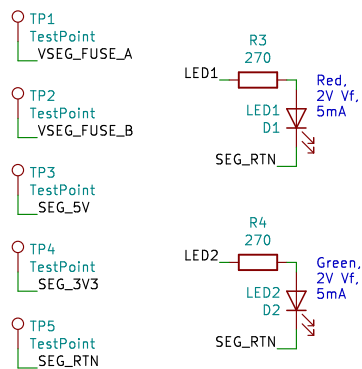 TP1
TestPoint
VSEG_FUSE_A
TP2
TestPoint
VSEG_FUSE_B
TP3
TestPoint
SEG_5V
TP4
TestPoint
SEG_3V3
TP5
TestPoint
SEG_RTN
R3
270
LED1
Red,
2V Vf,
5mA
LED1
D1
SEG_RTN
R4
270
LED2
Green,
2V Vf,
5mA
LED2
D2
SEG_RTN